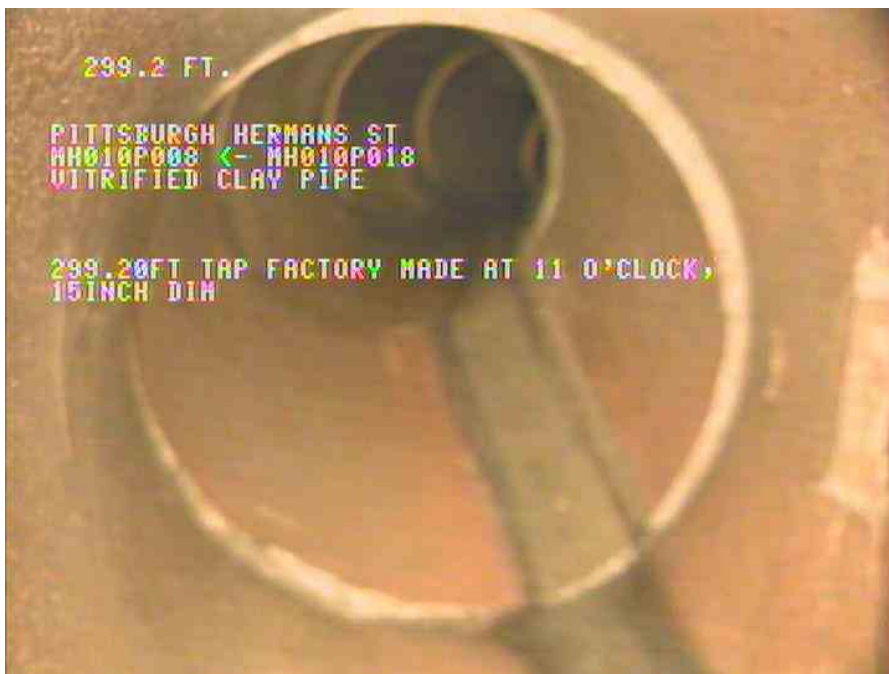 299.2 FT.
PITTSBURGH HERMANS ST
MH010P008 <- MH010P018
VITRIFIED CLAY PIPE
299.20FT TAP FACTORY MADE AT 11 O'CLOCK,
15INCH DIM